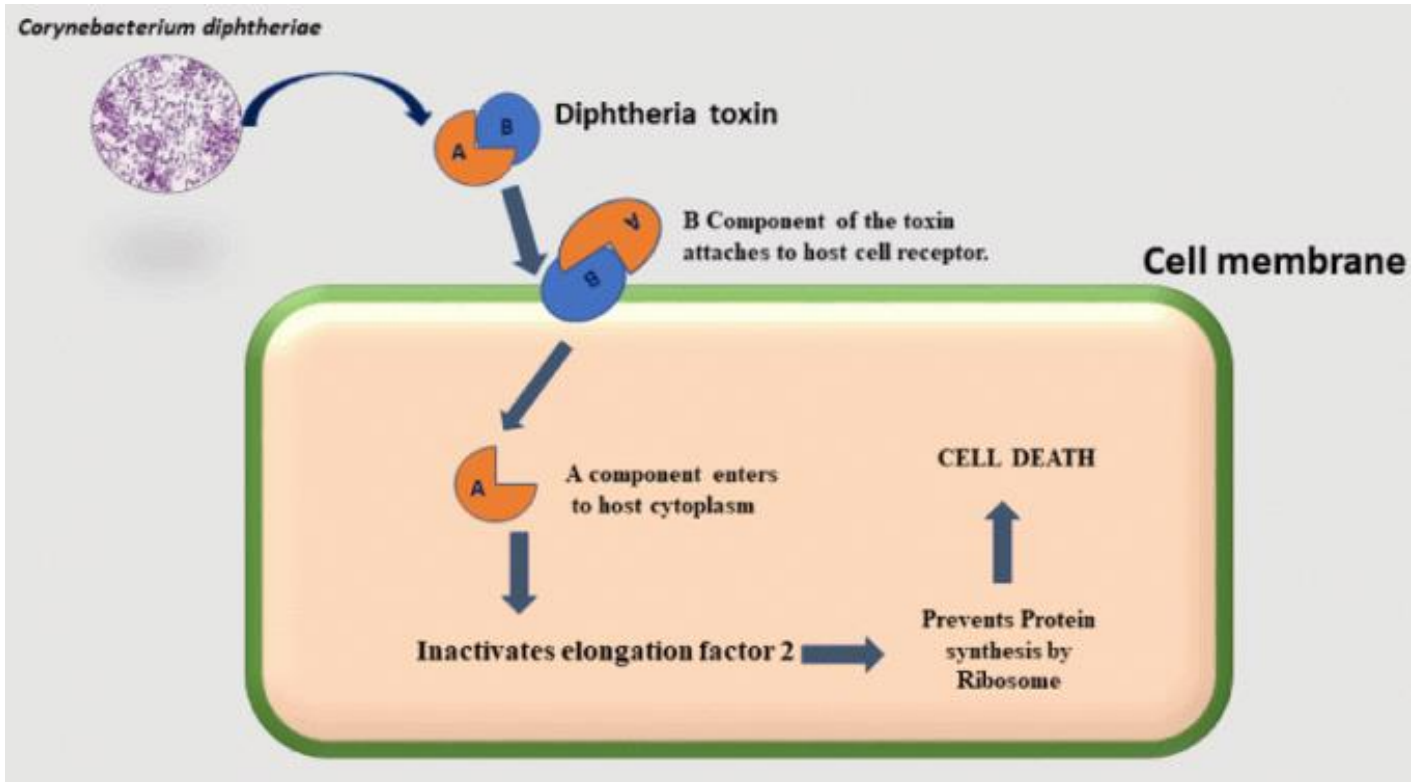 Corynebacterium diphtheriae
B
A
Diphtheria toxin
A
B
B Component of the toxin
attaches to host cell receptor.
Cell membrane
A
A component enters
to host cytoplasm
CELL DEATH
Inactivates elongation factor 2
Prevents Protein
synthesis by
Ribosome